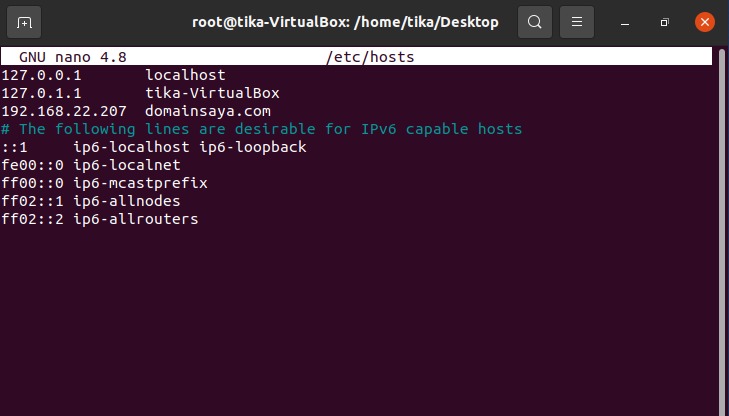 root@tika-VirtualBox: /home/tika/Desktop
GNU nano 4.8 /etc/hosts
127.0.0.1 localhost
127.0.1.1 tika-VirtualBox
192.168.22.207 domainsaya.com
# The following lines are desirable for IPv6 capable hosts
::1 ip6-localhost ip6-loopback
fe00::0 ip6-localnet
ff00::0 ip6-mcastprefix
ff02::1 ip6-allnodes
ff02::2 ip6-allrouters